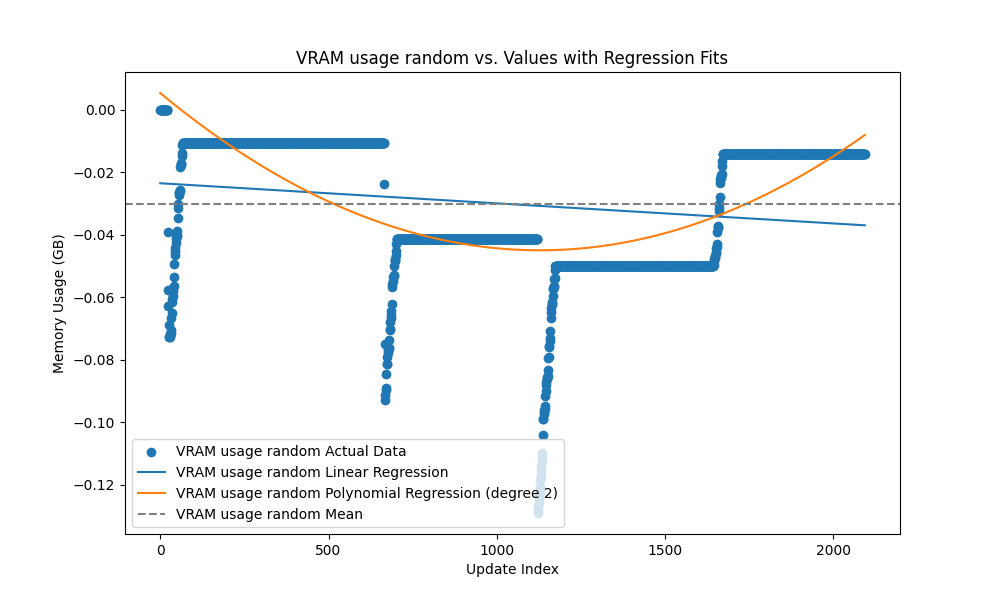 VRAM usage random vs. Values with Regression Fits
Memory Usage (GB)
0.00
−0.02
−0.04
−0.06
−0.08
−0.10
−0.12
VRAM usage random Actual Data
VRAM usage random Linear Regression
VRAM usage random Polynomial Regression (degree 2)
VRAM usage random Mean
0
500
1000
1500
2000
Update Index